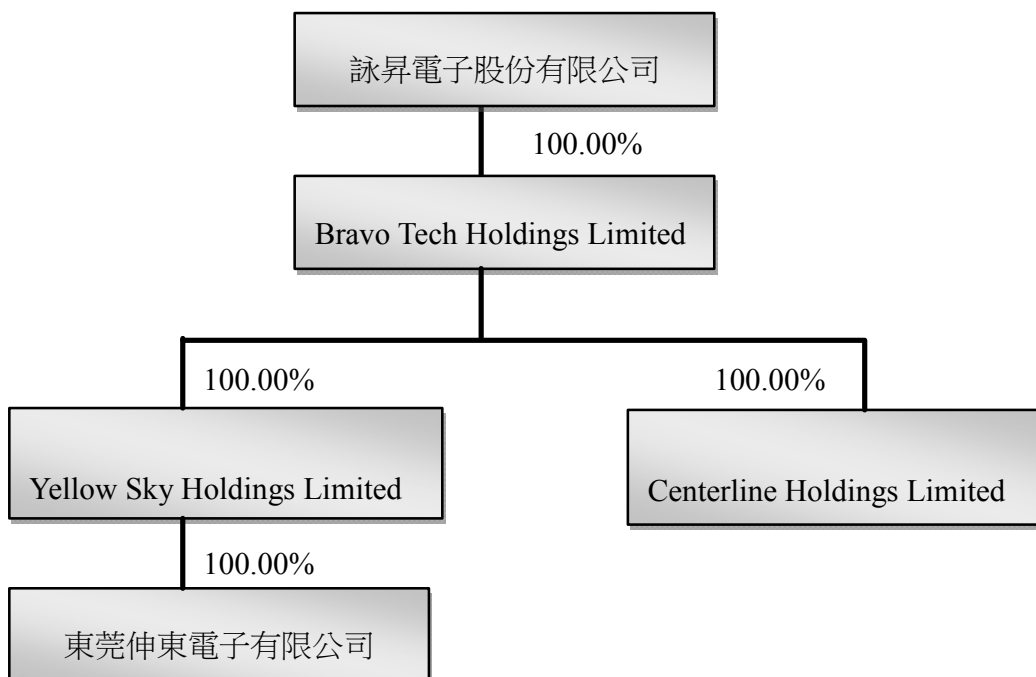 詠昇電子股份有限公司
100.00%
Bravo Tech Holdings Limited
100.00%
100.00%
Yellow Sky Holdings Limited
Centerline Holdings Limited
100.00%
東莞伸東電子有限公司